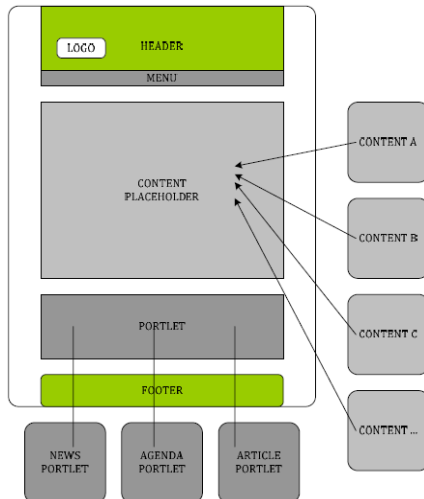 LOGO
HEADER
MENU
CONTENT
PLACEHOLDER
PORTLET
FOOTER
NEWS
PORTLET
AGENDA
PORTLET
ARTICLE
PORTLET
CONTENT A
CONTENT B
CONTENT C
CONTENT ...